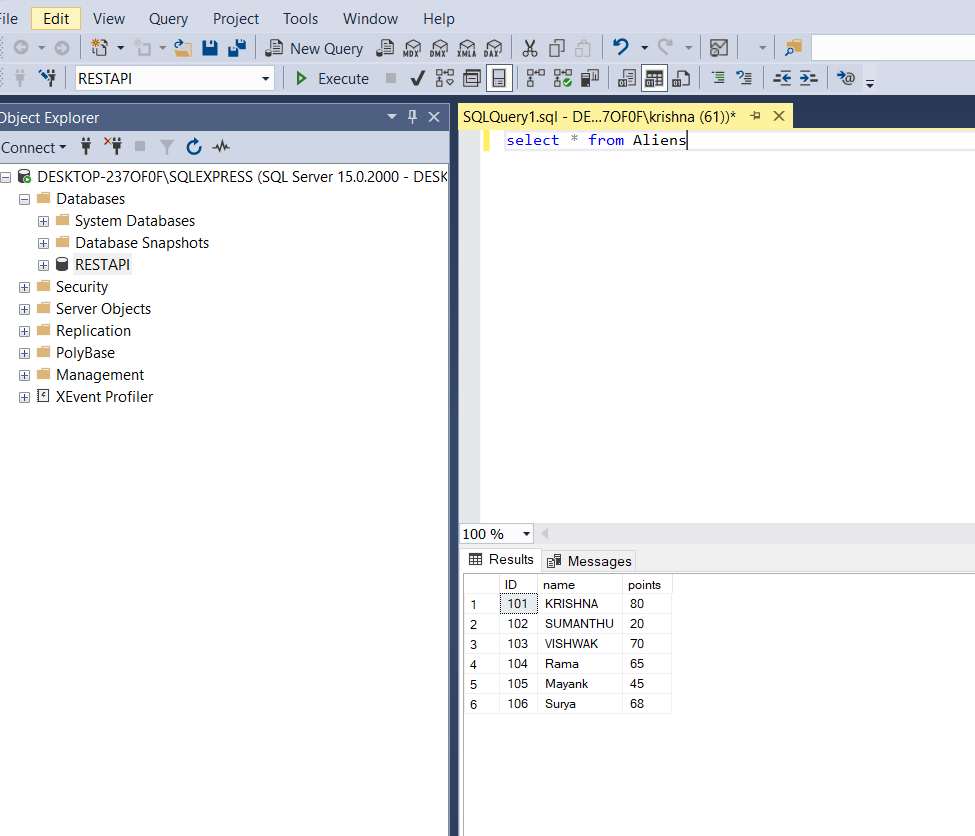 ile Edit View Query Project Tools Window Help
New Query MDX DMX XMLA DAX
RESTAPI Execute
Object Explorer
Connect
DESKTOP-237OF0F\SQLEXPRESS (SQL Server 15.0.2000 - DESK
Databases
System Databases
Database Snapshots
RESTAPI
Security
Server Objects
Replication
PolyBase
Management
XEvent Profiler
SQLQuery1.sql - DE...7OF0F\krishna (61))*
select * from Aliens
100 %
Results Messages
ID name points
1 101 KRISHNA 80
2 102 SUMANTHU 20
3 103 VISHWAK 70
4 104 Rama 65
5 105 Mayank 45
6 106 Surya 68